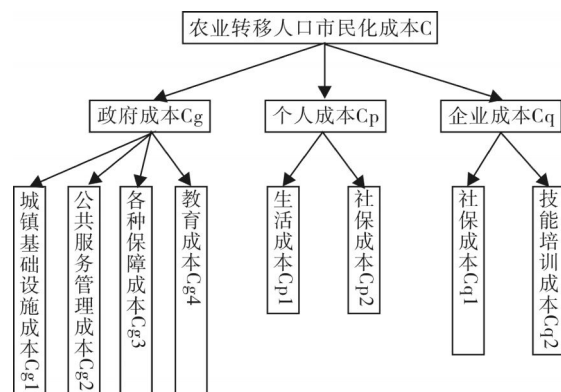 农业转移人口市民化成本C
政府成本Cg
个人成本Cp
企业成本Cq
城镇基础设施成本Cg1
公共服务管理成本Cg2
各种保障成本Cg3
教育成本Cg4
生活成本Cp1
社保成本Cp2
社保成本Cq1
技能培训成本Cq2